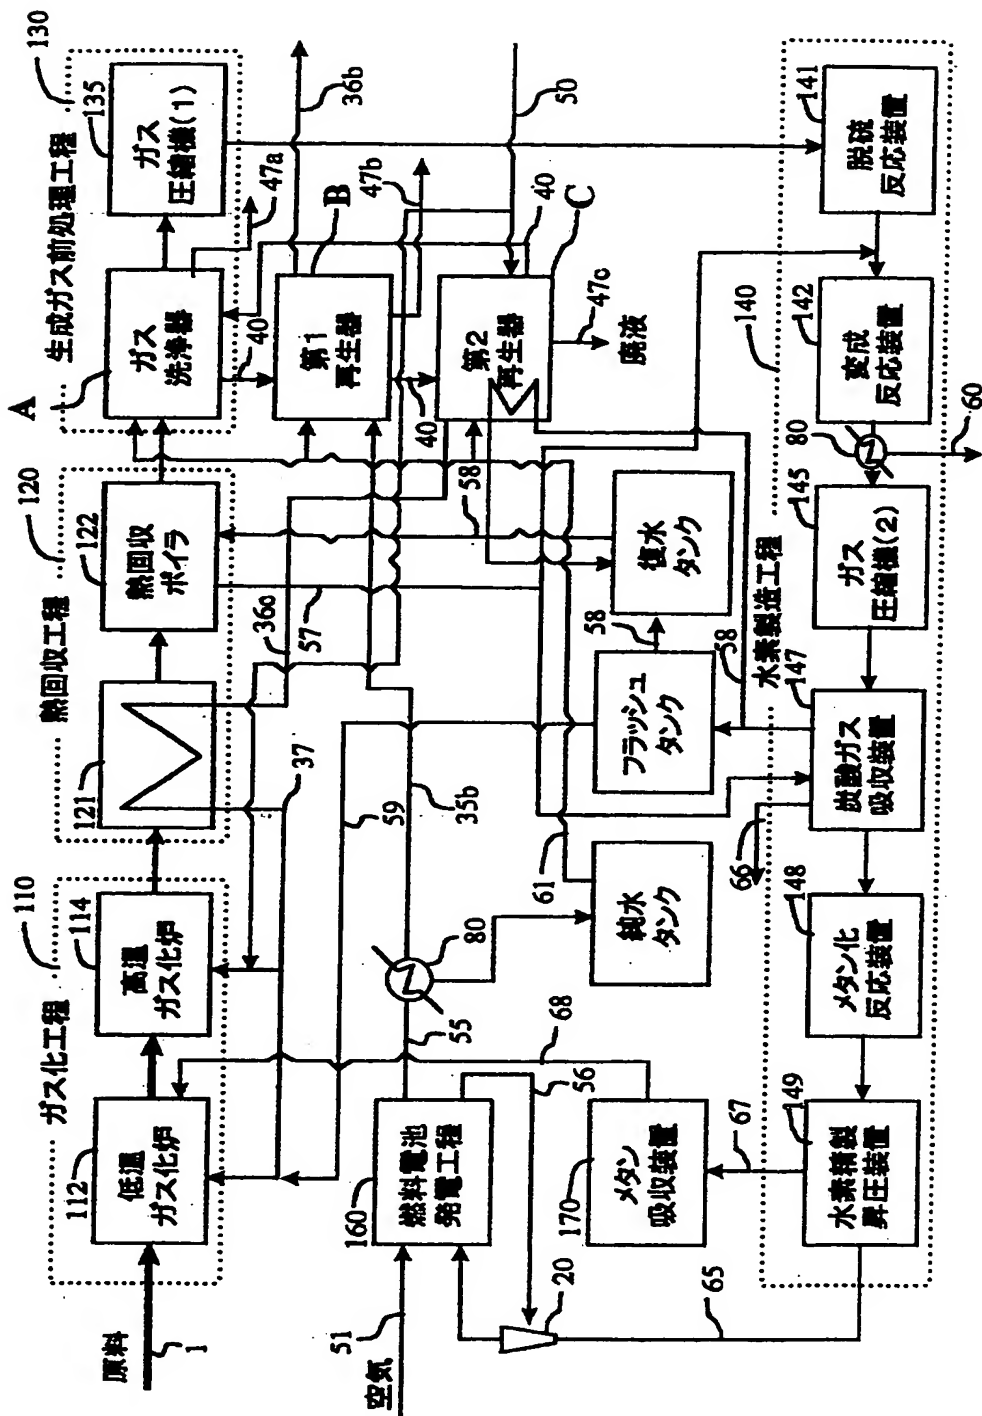 原料
1
ガス化工程
110
112
低温
ガス化炉
114
高温
ガス化炉
熱回収工程
120
121
122
熱回収
ボイラ
生成ガス前処理工程
130
A
ガス
洗浄器
135
ガス
圧縮機(1)
47a
40
36b
B
第1
再生器
47b
50
40
40
C
第2
再生器
47c
廃液
36c
57
58
37
59
35b
61
58
復水
タンク
フラッシュ
タンク
58
純水
タンク
80
55
68
56
空気
51
160
燃料電池
発電工程
20
65
170
メタン
吸収装置
67
66
水素製造工程
140
141
脱硫
反応装置
142
変成
反応装置
80
60
145
ガス
圧縮機(2)
147
炭酸ガス
吸収装置
148
メタン化
反応装置
149
水素精製
昇圧装置